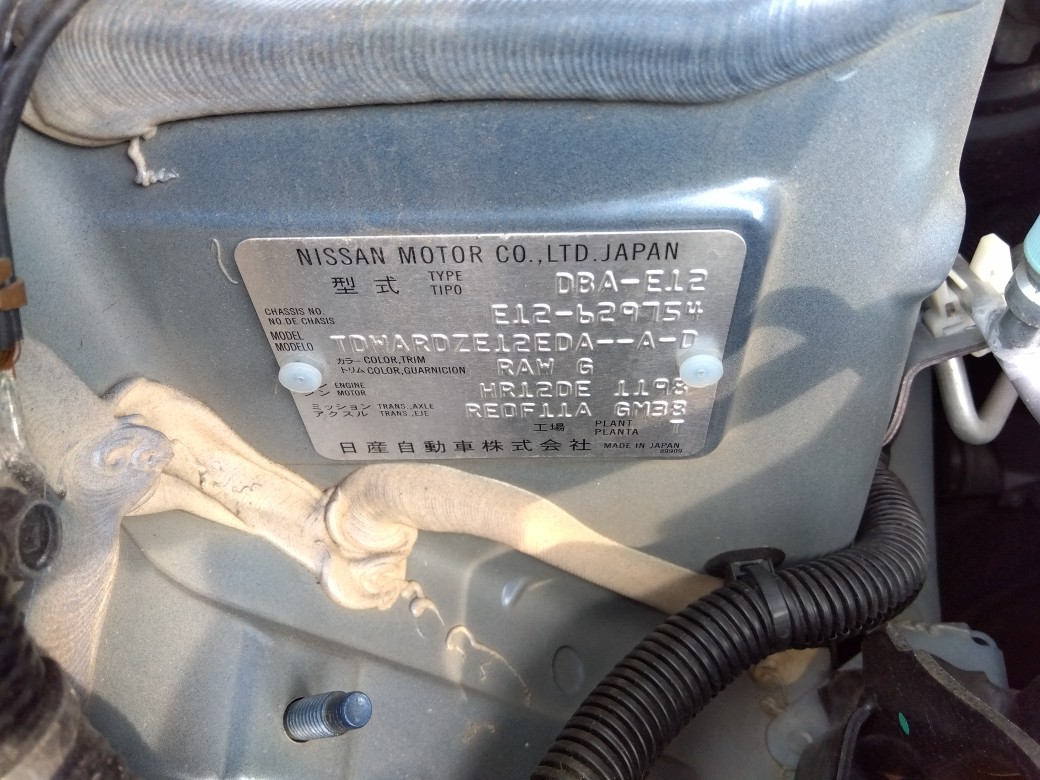 NISSAN MOTOR CO.,LTD.JAPAN
型式 TYPE TIPO DBA-E12
CHASSIS NO. NO.DE CHASIS E12-629754
MODEL MODELO TDWARDZE12EDA--A-D
カラー COLOR,TRIM
トリム COLOR,GUARNICION RAW G
ENGINE MOTOR HR12DE 1198
ミッション TRANS.,AXLE
アクスル TRANS.,EJE RE0F11A GM38
工場 PLANT PLANTA T
日産自動車株式会社 MADE IN JAPAN